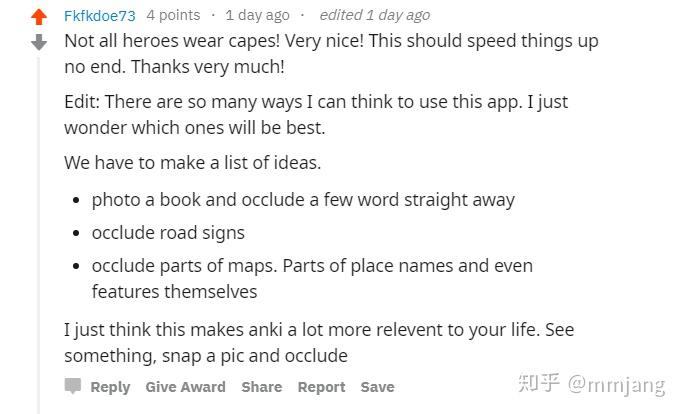 Fkfkdoe73 4 points · 1 day ago · edited 1 day ago
Not all heroes wear capes! Very nice! This should speed things up
no end. Thanks very much!
Edit: There are so many ways I can think to use this app. I just
wonder which ones will be best.
We have to make a list of ideas.
• photo a book and occlude a few word straight away
• occlude road signs
• occlude parts of maps. Parts of place names and even
features themselves
I just think this makes anki a lot more relevent to your life. See
something, snap a pic and occlude
Reply Give Award Share Report Save
知乎 @mmjang